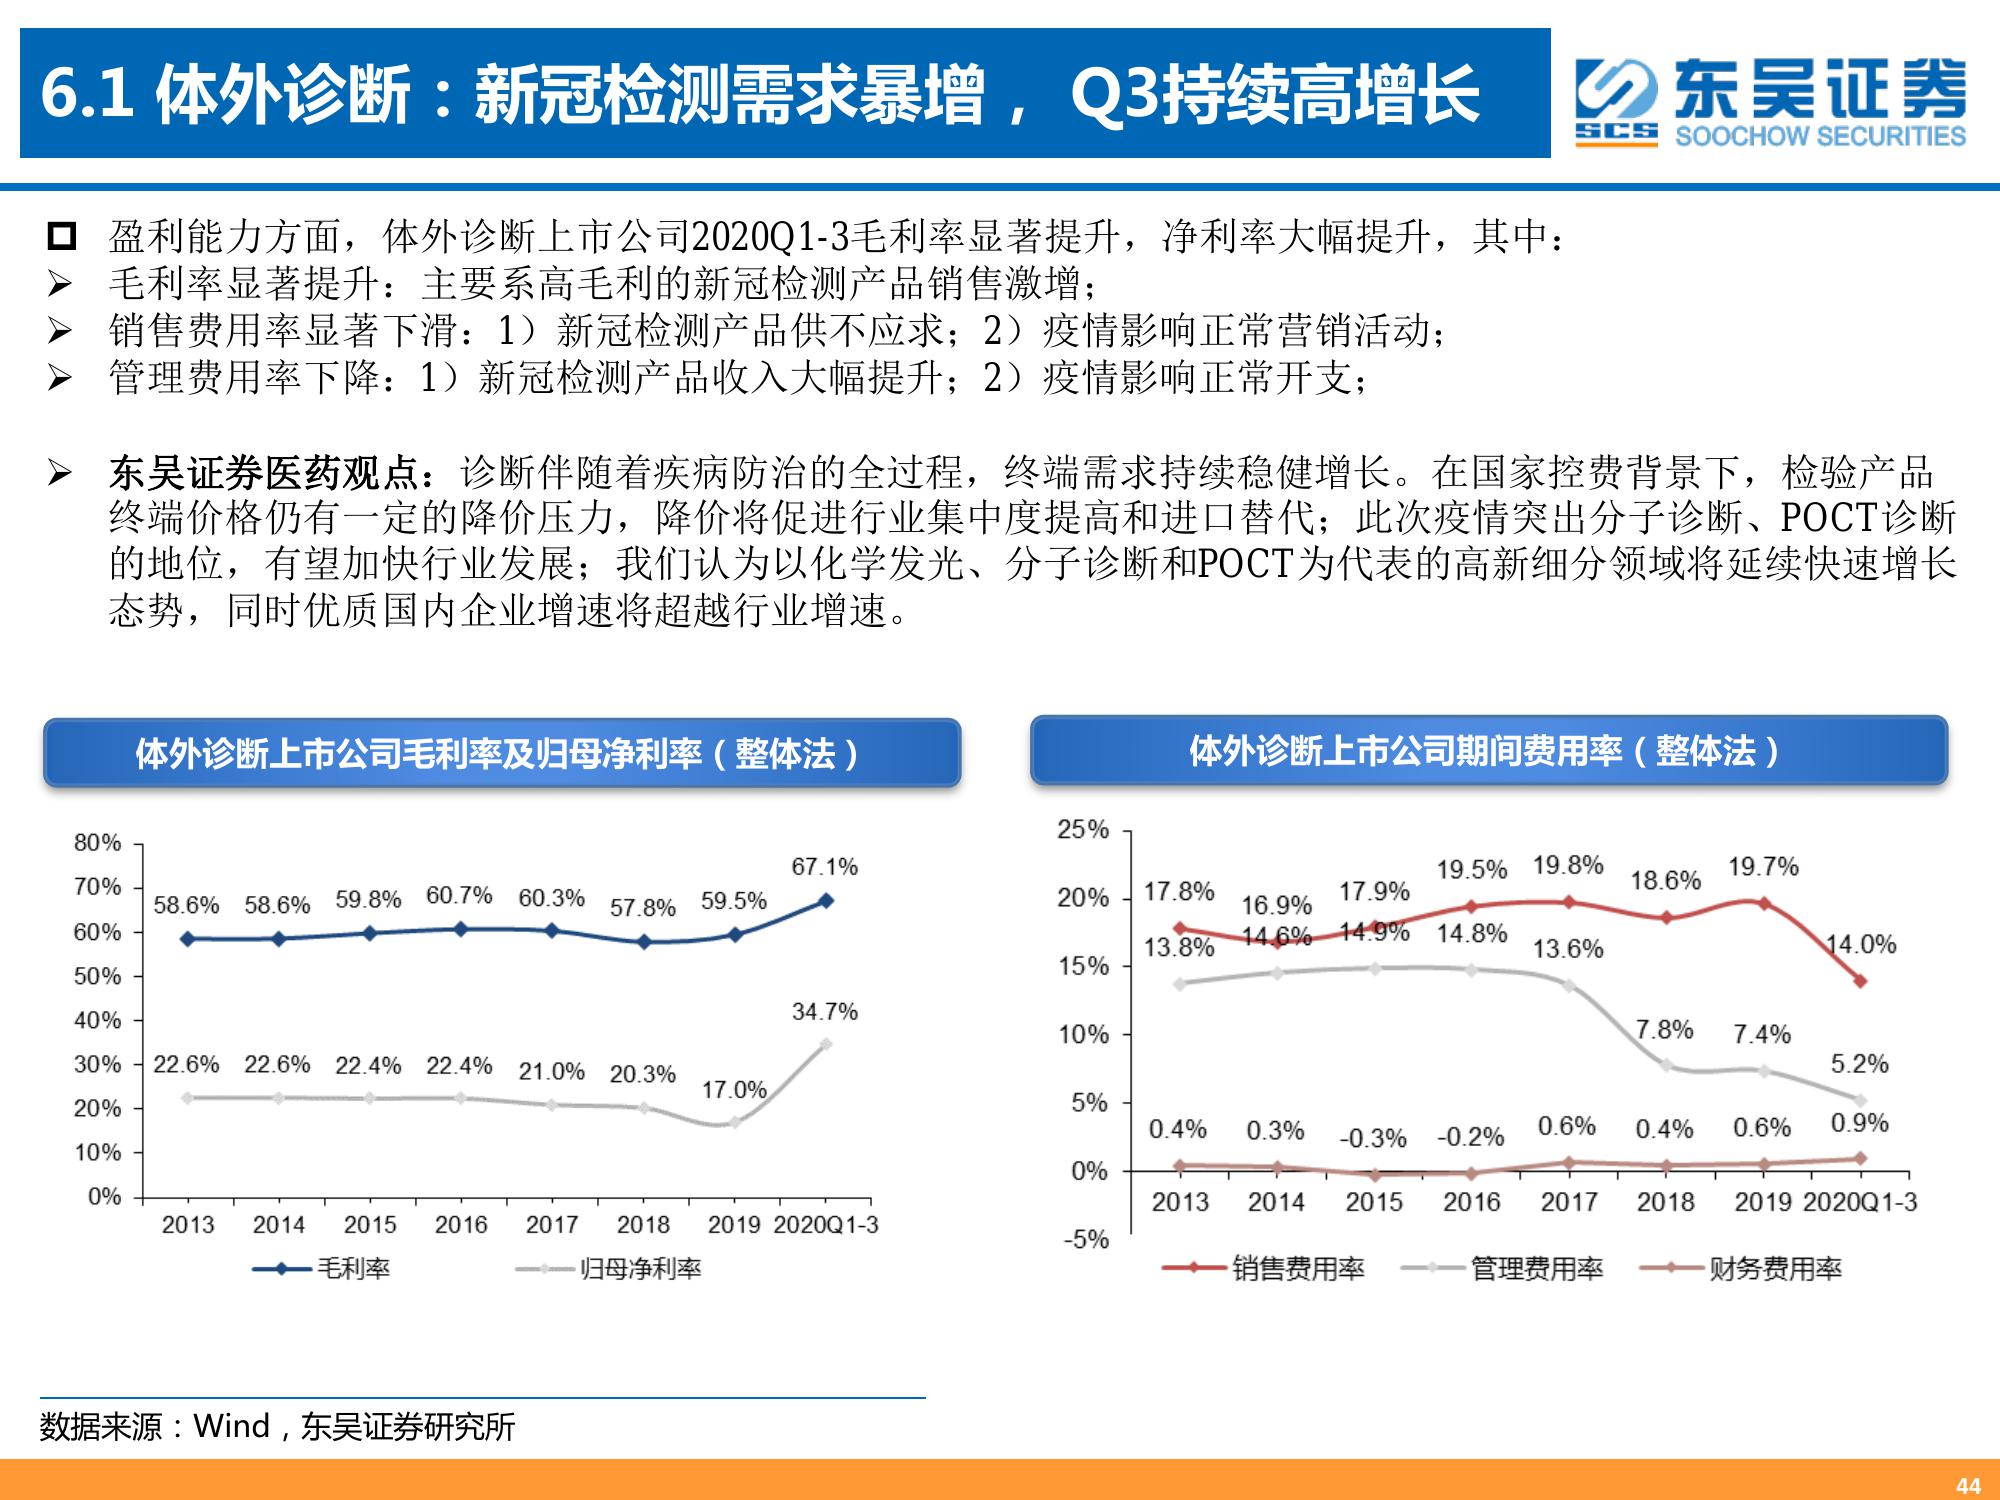 6.1 体外诊断：新冠检测需求暴增， Q3持续高增长
SCS
东吴证券
SOOCHOW SECURITIES
盈利能力方面，体外诊断上市公司2020Q1-3毛利率显著提升，净利率大幅提升，其中：
毛利率显著提升：主要系高毛利的新冠检测产品销售激增；
销售费用率显著下滑：1）新冠检测产品供不应求；2）疫情影响正常营销活动；
管理费用率下降：1）新冠检测产品收入大幅提升；2）疫情影响正常开支；
东吴证券医药观点：诊断伴随着疾病防治的全过程，终端需求持续稳健增长。在国家控费背景下，检验产品
终端价格仍有一定的降价压力，降价将促进行业集中度提高和进口替代；此次疫情突出分子诊断、POCT诊断
的地位，有望加快行业发展；我们认为以化学发光、分子诊断和POCT为代表的高新细分领域将延续快速增长
态势，同时优质国内企业增速将超越行业增速。
体外诊断上市公司毛利率及归母净利率（整体法）
80%
70%
60%
50%
40%
30%
20%
10%
0%
58.6% 58.6% 59.8% 60.7% 60.3% 57.8% 59.5% 67.1%
22.6% 22.6% 22.4% 22.4% 21.0% 20.3% 17.0% 34.7%
2013 2014 2015 2016 2017 2018 2019 2020Q1-3
毛利率 归母净利率
体外诊断上市公司期间费用率（整体法）
25%
20%
15%
10%
5%
0%
-5%
17.8% 16.9% 17.9% 19.5% 19.8% 18.6% 19.7% 14.0%
13.8% 14.6% 14.9% 14.8% 13.6% 7.8% 7.4% 5.2%
0.4% 0.3% -0.3% -0.2% 0.6% 0.4% 0.6% 0.9%
2013 2014 2015 2016 2017 2018 2019 2020Q1-3
销售费用率 管理费用率 财务费用率
数据来源：Wind，东吴证券研究所
44